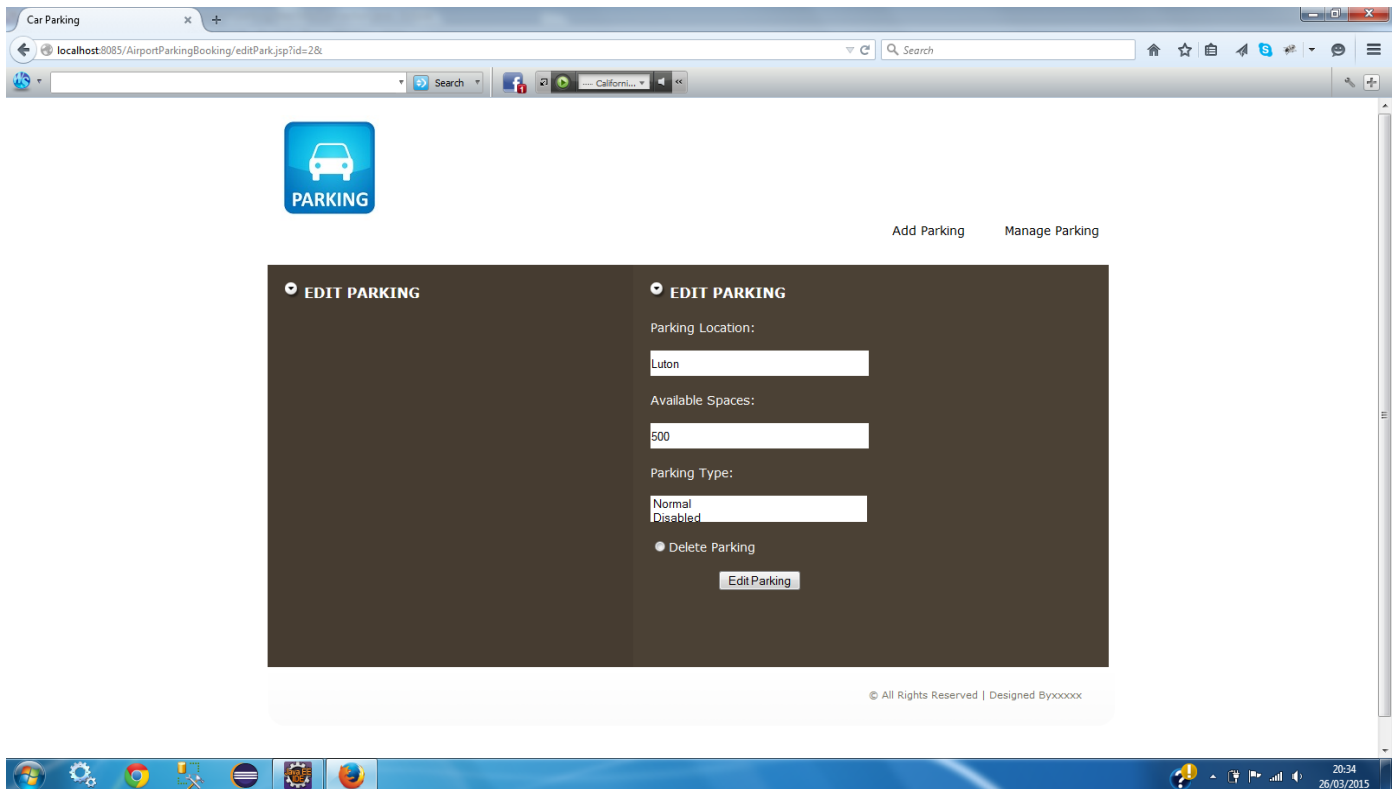 Car Parking
localhost:8085/AirportParkingBooking/editPark.jsp?id=2&
Search
Search
1
---- Californi...
PARKING
Add Parking Manage Parking
EDIT PARKING
EDIT PARKING
Parking Location:
Luton
Available Spaces:
500
Parking Type:
Normal
Disabled
Delete Parking
Edit Parking
© All Rights Reserved | Designed Byxxxxx
20:34
26/03/2015